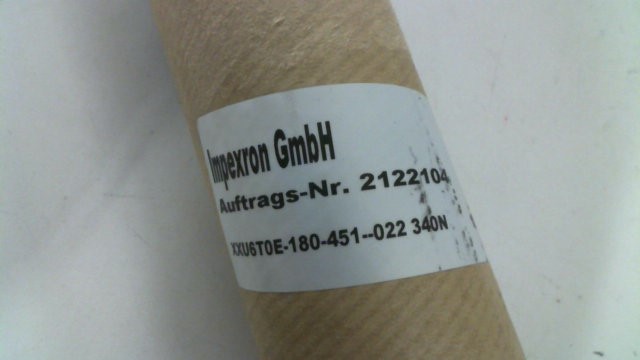 Impexron GmbH
Auftrags-Nr. 2122104
XXU6T0E-180-451--022 340N